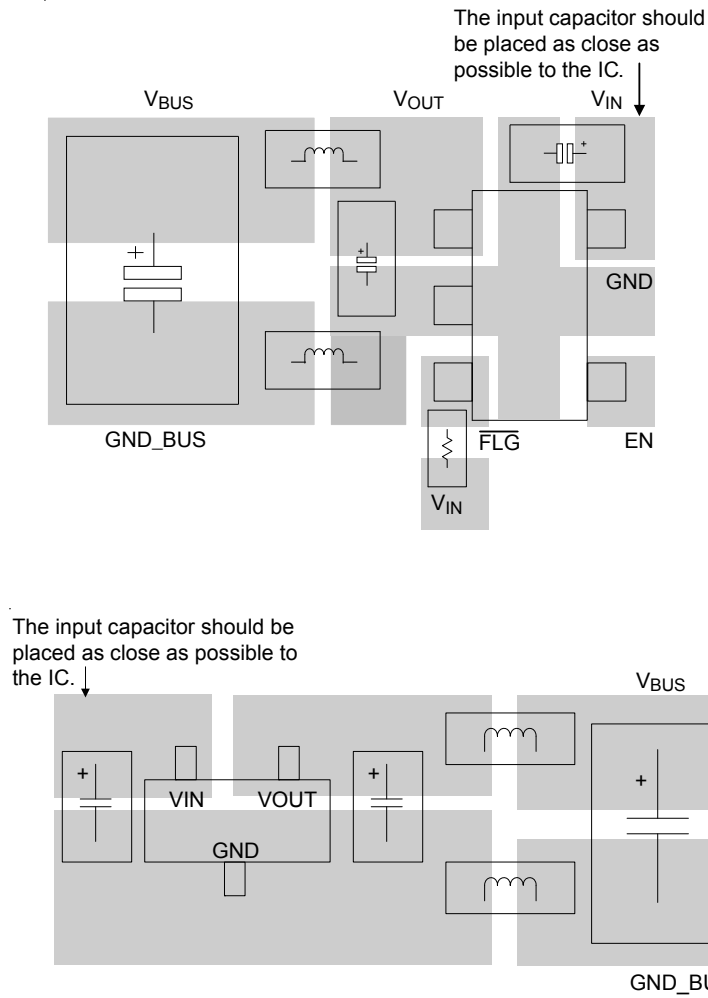 The input capacitor should
be placed as close as
possible to the IC.
VBUS VOUT VIN
+
+
+
GND
GND_BUS FLG EN
VIN
The input capacitor should be
placed as close as possible to
the IC.
VBUS
+ + +
VIN VOUT
GND